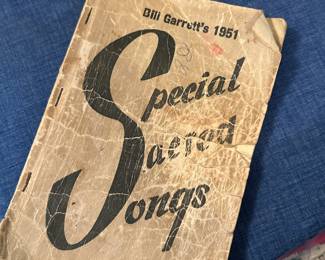 Bill Garrett's 1951
Special
Sacred
Songs